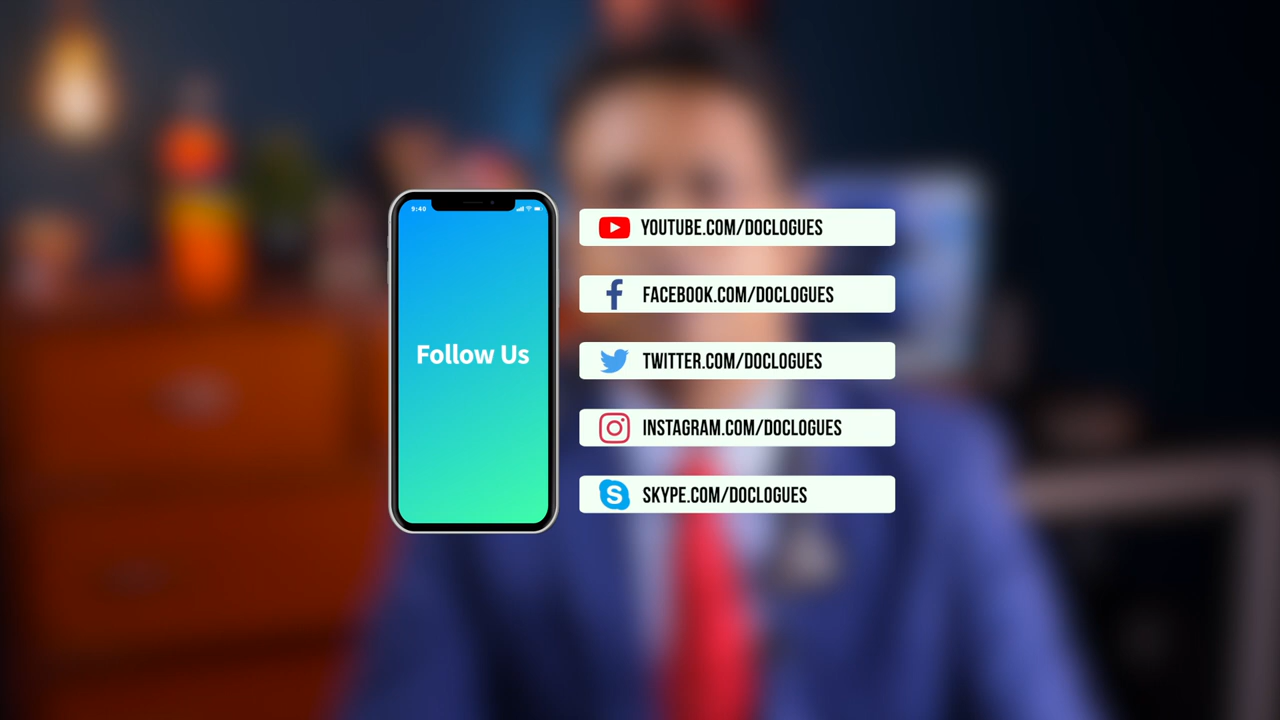 9:40
Follow Us
YOUTUBE.COM/DOCLOGUES
FACEBOOK.COM/DOCLOGUES
TWITTER.COM/DOCLOGUES
INSTAGRAM.COM/DOCLOGUES
SKYPE.COM/DOCLOGUES